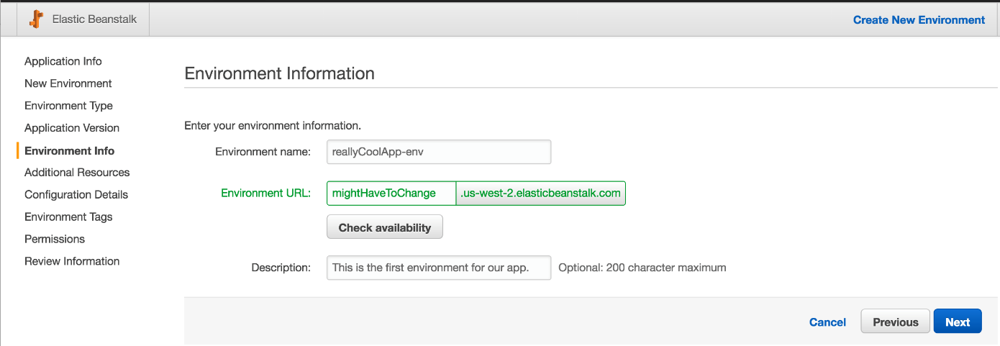 Elastic Beanstalk
Create New Environment
Application Info
New Environment
Environment Type
Application Version
Environment Info
Additional Resources
Configuration Details
Environment Tags
Permissions
Review Information
Environment Information
Enter your environment information.
Environment name: reallyCoolApp-env
Environment URL: mightHaveToChange .us-west-2.elasticbeanstalk.com
Check availability
Description: This is the first environment for our app. Optional: 200 character maximum
Cancel Previous Next